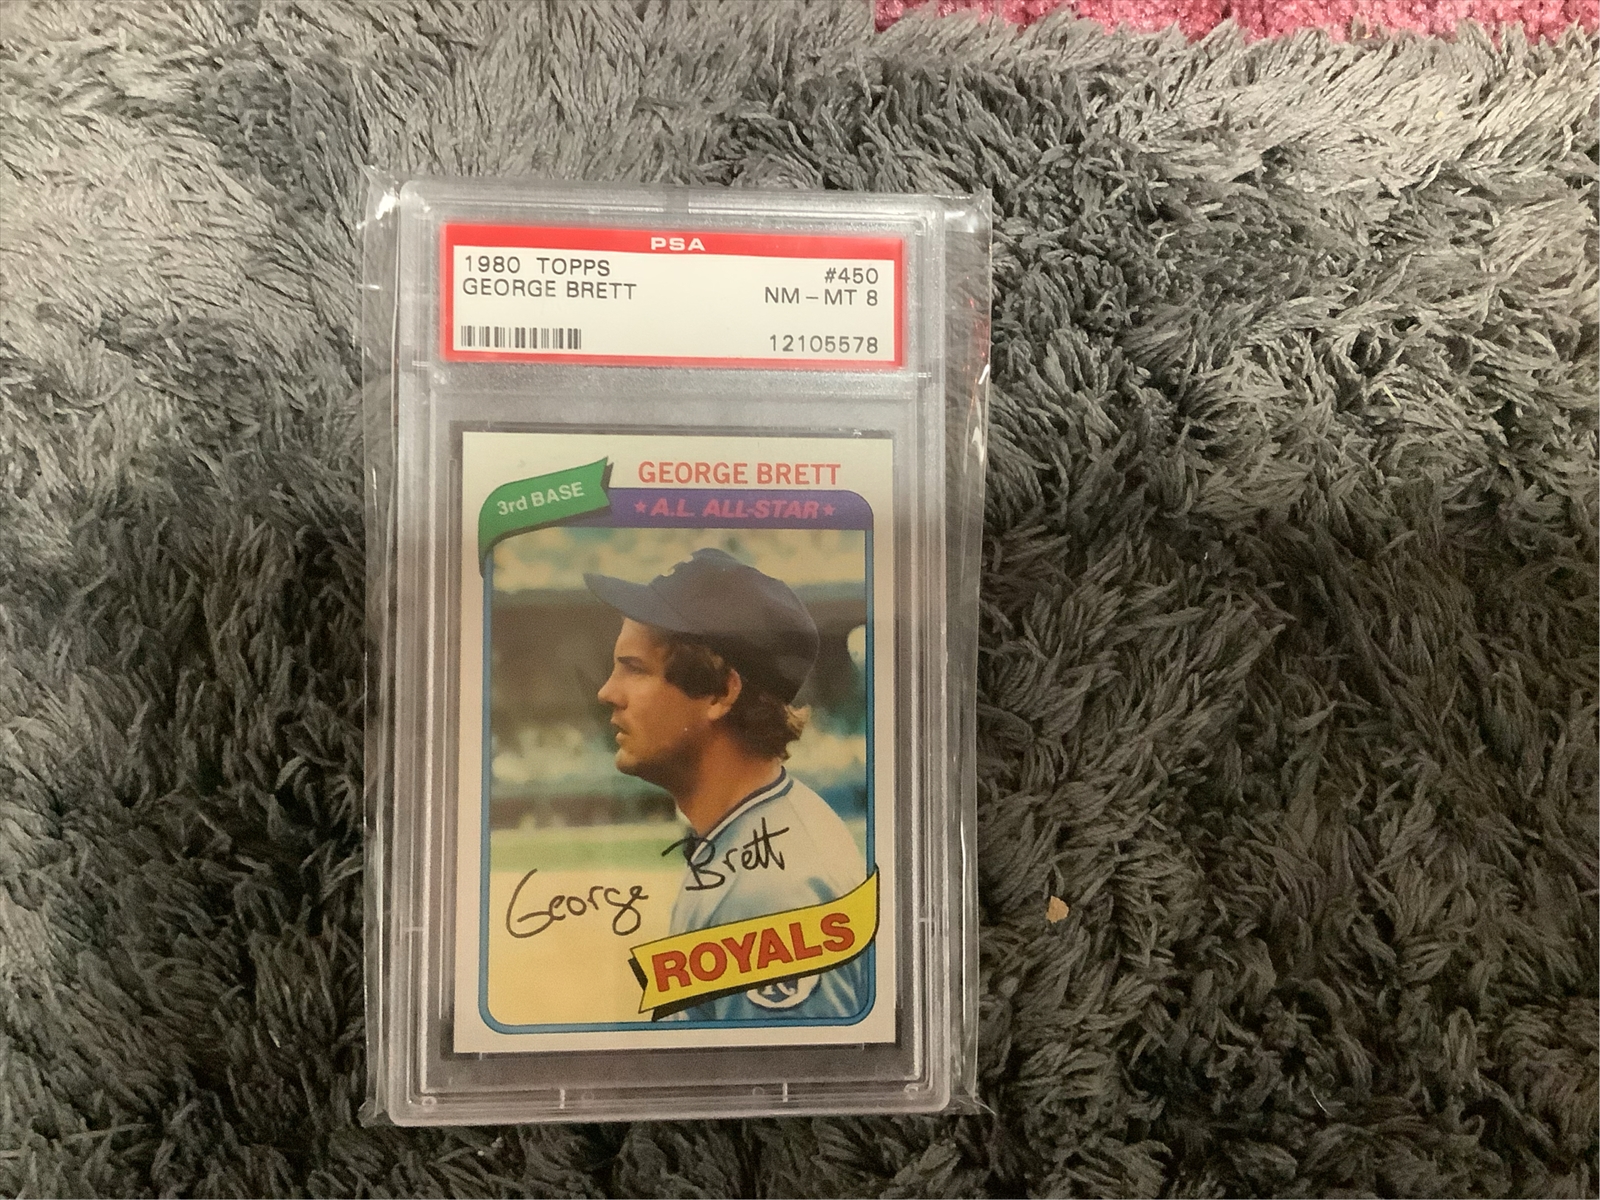 PSA
1980 TOPPS #450
GEORGE BRETT NM-MT 8
12105578
GEORGE BRETT
3rd BASE ★A.L. ALL-STAR★
George Brett
ROYALS